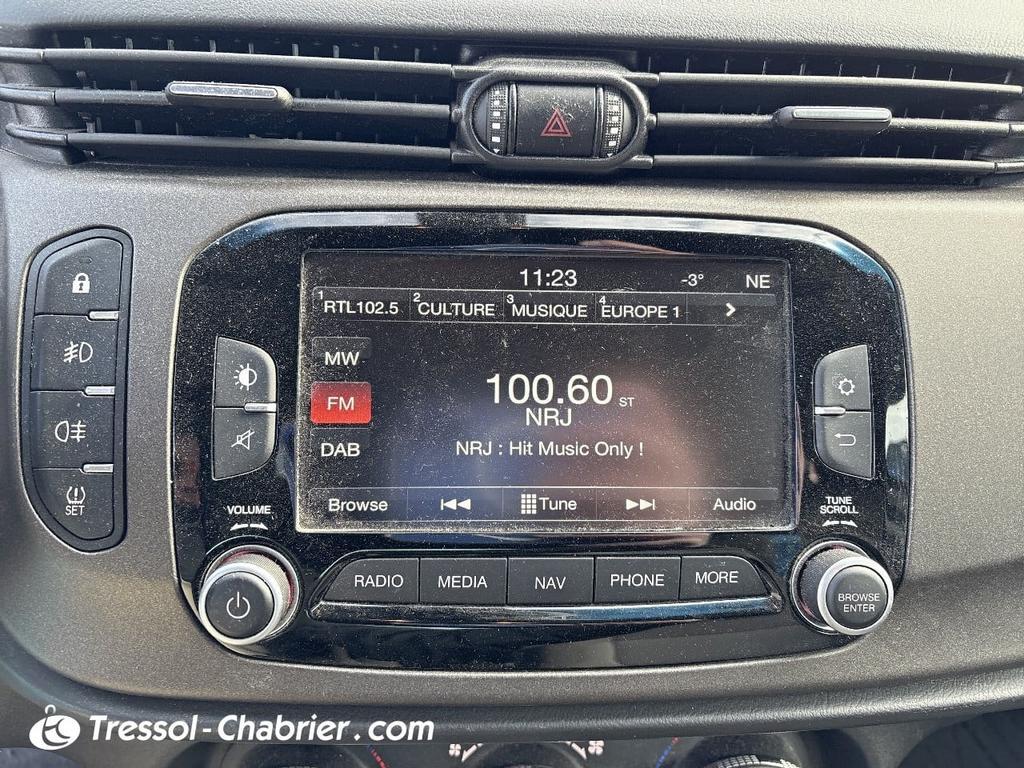 11:23 -3° NE
1 RTL102.5 2 CULTURE 3 MUSIQUE 4 EUROPE 1
MW
100.60 ST
FM
NRJ
DAB
NRJ : Hit Music Only !
Browse Tune Audio
SET
VOLUME
TUNE
SCROLL
RADIO MEDIA NAV PHONE MORE
BROWSE
ENTER
Tressol-Chabrier.com